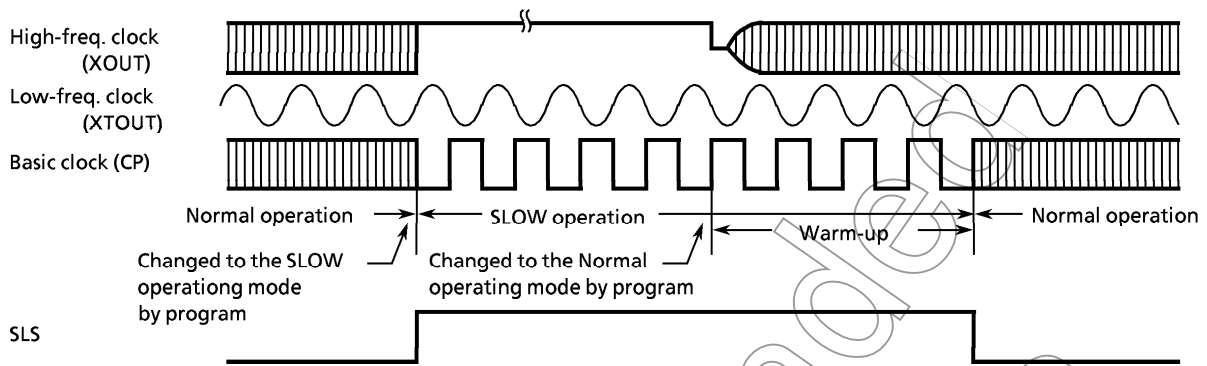 High-freq. clock
(XOUT)
Low-freq. clock
(XTOUT)
Basic clock (CP)
Normal operation
SLOW operation
Normal operation
Warm-up
Changed to the SLOW
operationg mode
by program
Changed to the Normal
operating mode by program
SLS